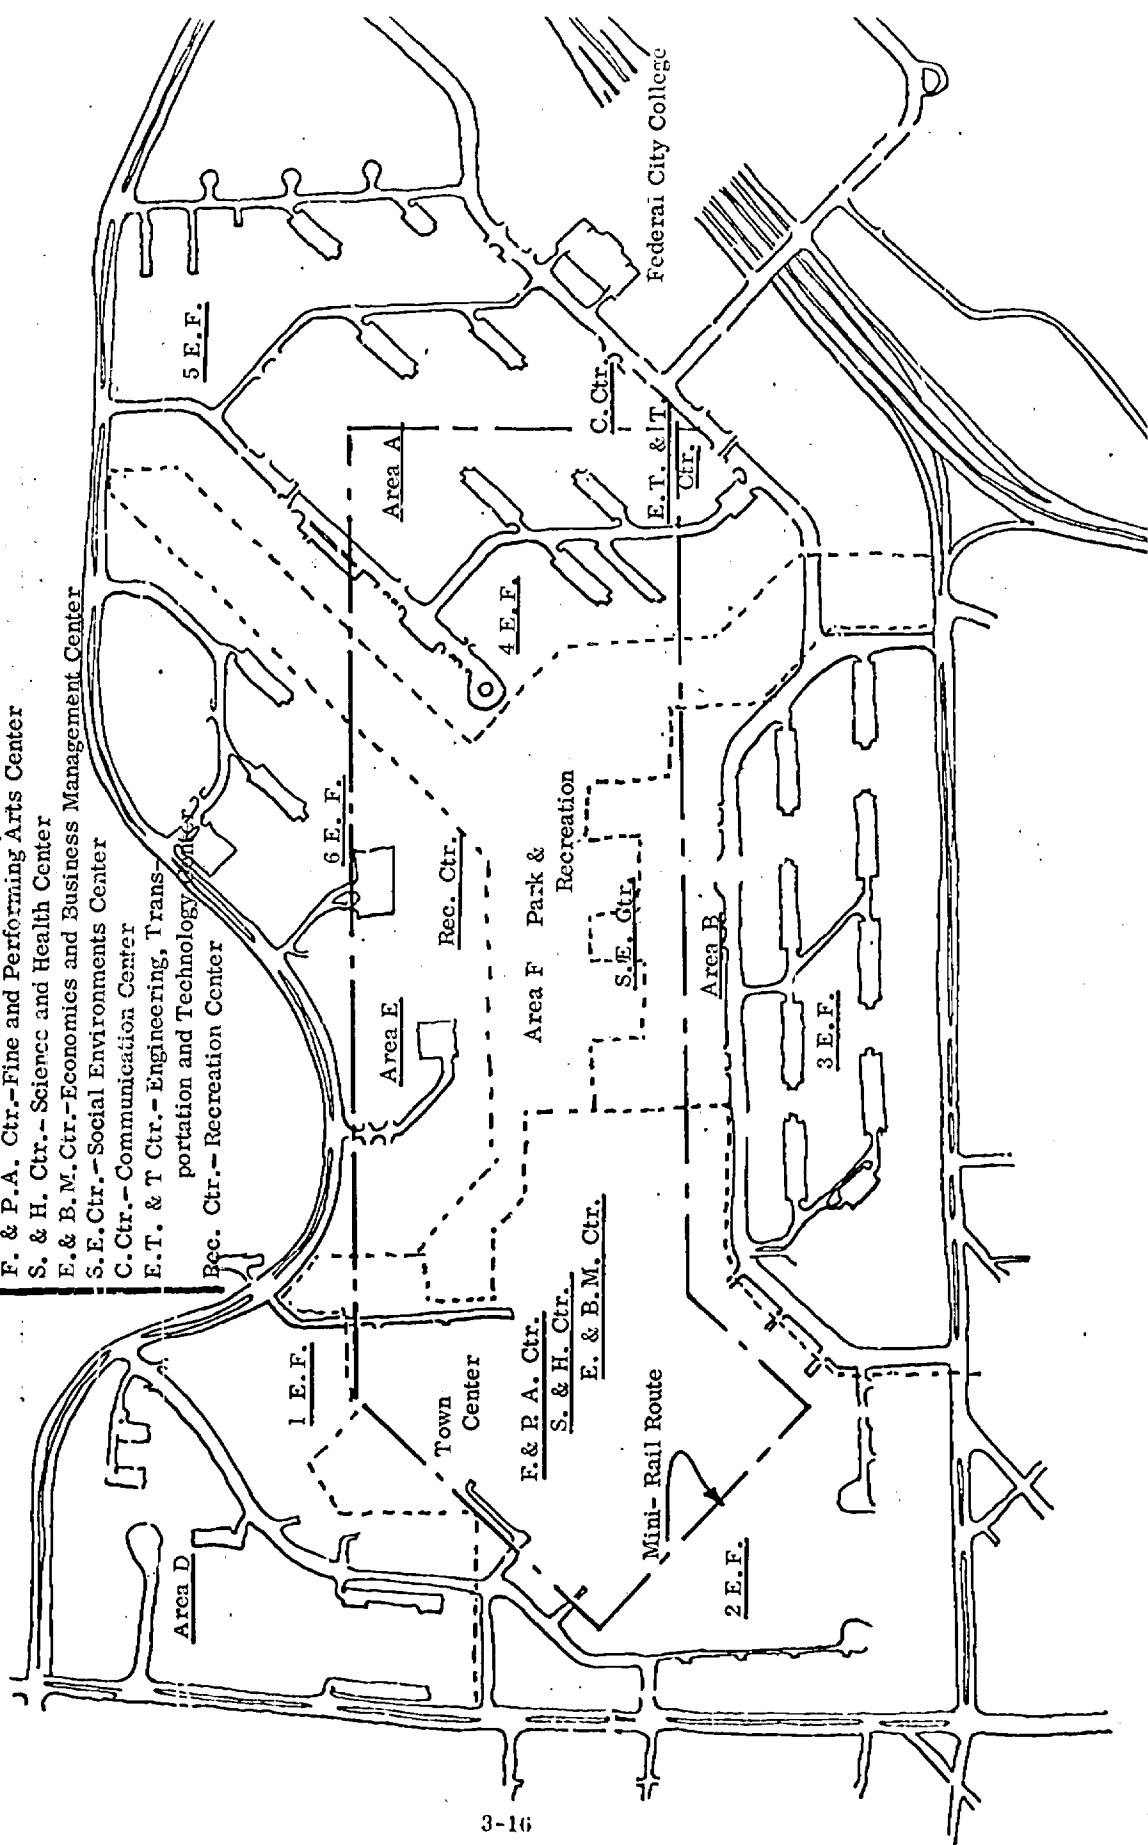 F. & P.A. Ctr.-Fine and Performing Arts Center
S. & H. Ctr.-Science and Health Center
E. & B.M. Ctr.-Economics and Business Management Center
S.E. Ctr.-Social Environments Center
C. Ctr.-Communication Center
E.T. & T Ctr.-Engineering, Trans-
portation and Technology Center
Rec. Ctr.-Recreation Center
5 E.F.
Federal City College
Area A
C. Ctr.
E. T. & T.
Ctr.
4 E.F.
6 E.F.
Rec. Ctr.
Area F Park &
Recreation
S.E. Ctr.
Area B
Area E
3 E.F.
1 E.F.
Town
Center
F. & P.A. Ctr.
S. & H. Ctr.
E. & B.M. Ctr.
Mini-Rail Route
Area D
2 E.F.
3-16